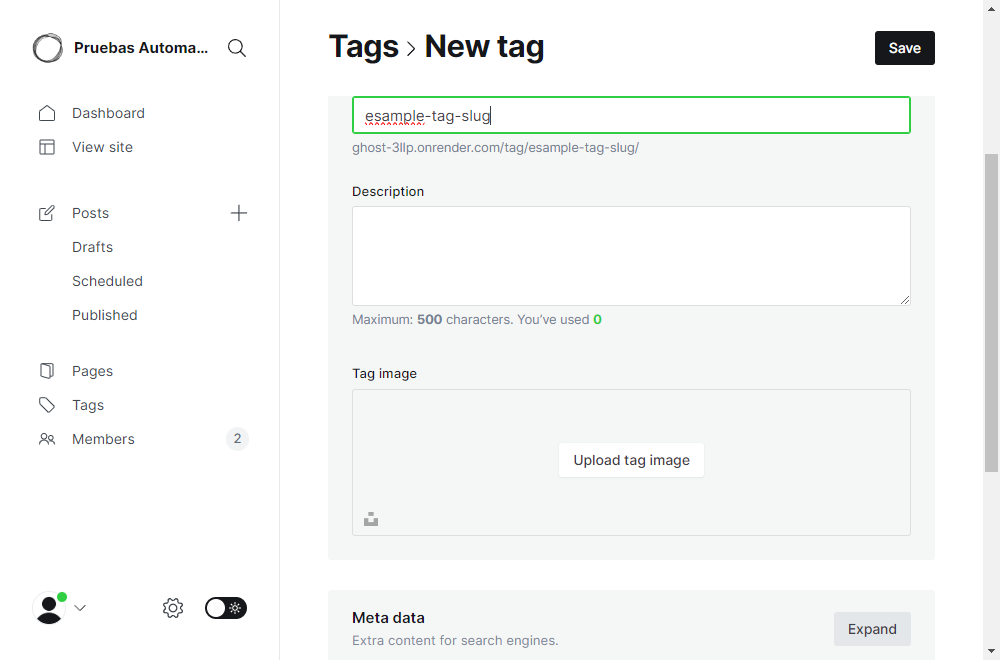 Pruebas Automa...
Dashboard
View site
Posts
Drafts
Scheduled
Published
Pages
Tags
Members 2
Tags › New tag
Save
esample-tag-slug
ghost-3llp.onrender.com/tag/esample-tag-slug/
Description
Maximum: 500 characters. You’ve used 0
Tag image
Upload tag image
Meta data
Extra content for search engines.
Expand